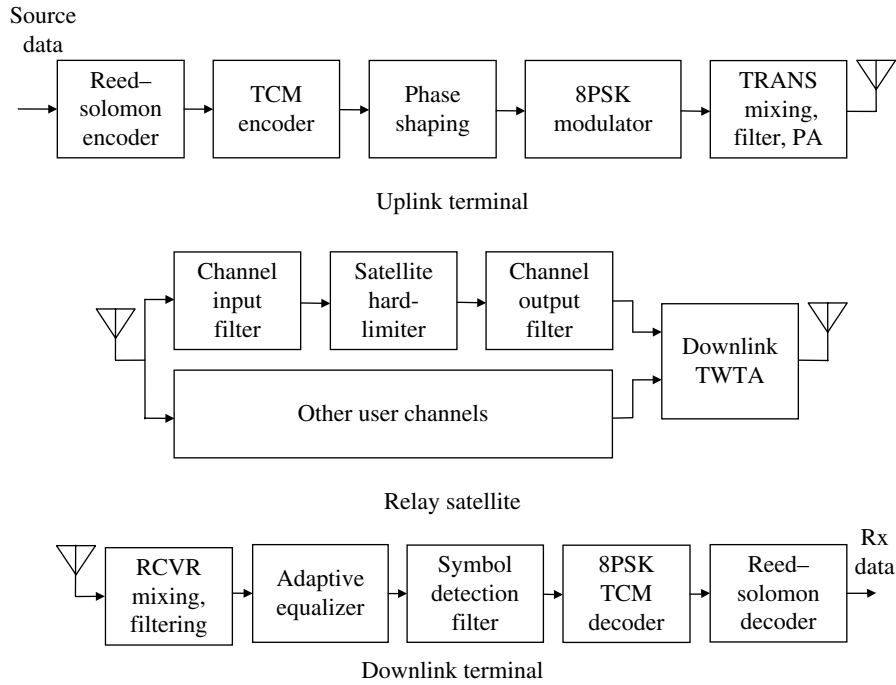 Source
data
Reed–
solomon
encoder
TCM
encoder
Phase
shaping
8PSK
modulator
TRANS
mixing,
filter, PA
Uplink terminal
Channel
input
filter
Satellite
hard-
limiter
Channel
output
filter
Downlink
TWTA
Other user channels
Relay satellite
RCVR
mixing,
filtering
Adaptive
equalizer
Symbol
detection
filter
8PSK
TCM
decoder
Reed–
solomon
decoder
Rx
data
Downlink terminal